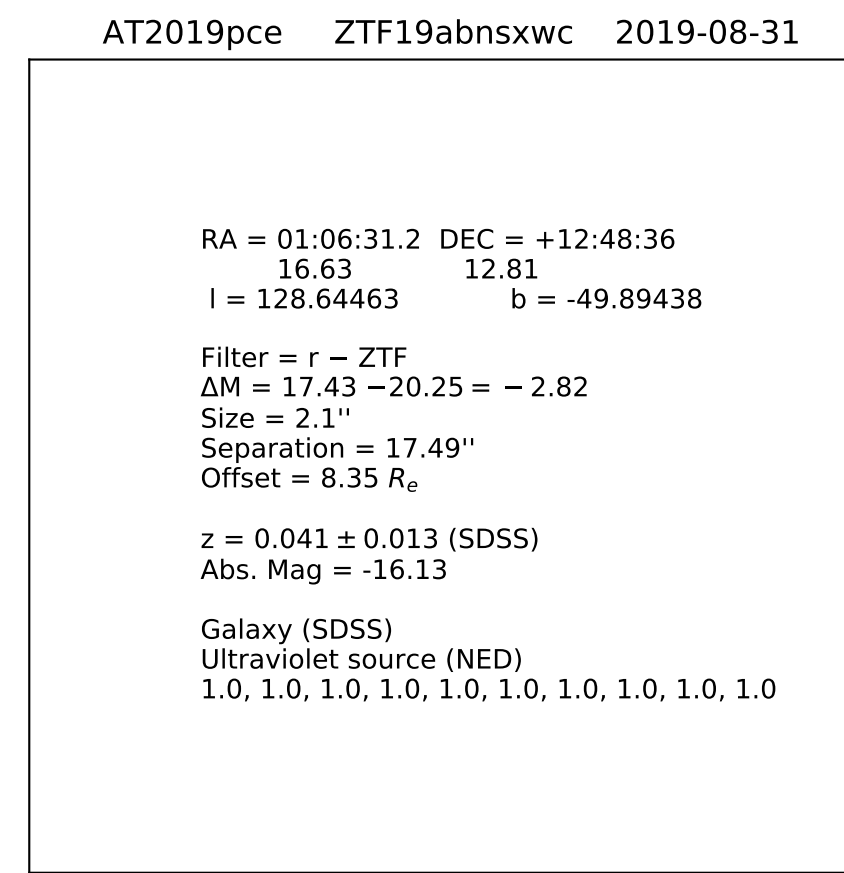 AT2019pce ZTF19abnsxwc 2019-08-31
RA = 01:06:31.2 DEC = +12:48:36
16.63 12.81
l = 128.64463 b = -49.89438
Filter = r − ZTF
ΔM = 17.43 −20.25 = − 2.82
Size = 2.1''
Separation = 17.49''
Offset = 8.35 Re
z = 0.041 ± 0.013 (SDSS)
Abs. Mag = -16.13
Galaxy (SDSS)
Ultraviolet source (NED)
1.0, 1.0, 1.0, 1.0, 1.0, 1.0, 1.0, 1.0, 1.0, 1.0